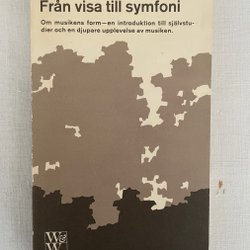 Från visa till symfoni
Om musikens form—en introduktion till självstu-
dier och en djupare upplevelse av musiken.
W&W